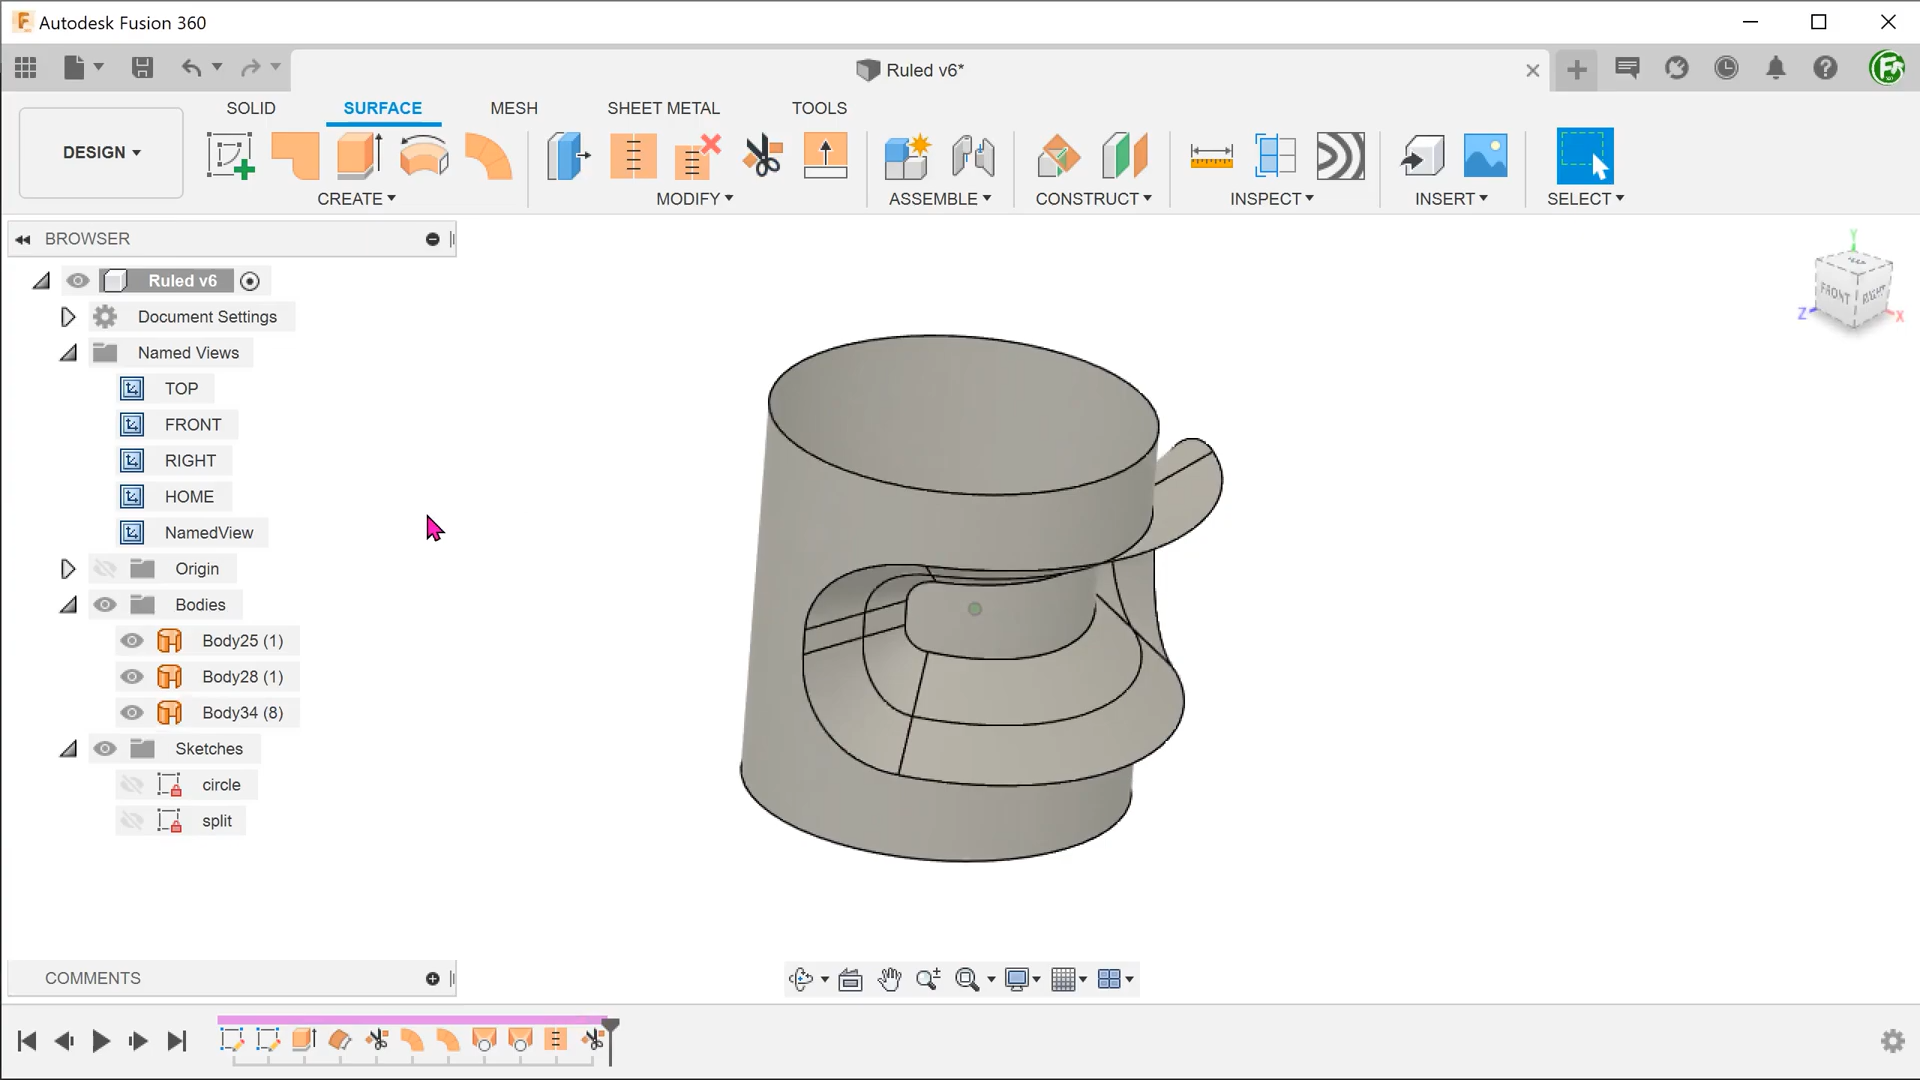 Autodesk Fusion 360
Ruled v6*
SOLID
SURFACE
MESH
SHEET METAL
TOOLS
DESIGN
CREATE
MODIFY
ASSEMBLE
CONSTRUCT
INSPECT
INSERT
SELECT
BROWSER
Ruled v6
Document Settings
Named Views
TOP
FRONT
RIGHT
HOME
NamedView
Origin
Bodies
Body25 (1)
Body28 (1)
Body34 (8)
Sketches
circle
split
Y
FRONT
RIGHT
Z
X
COMMENTS